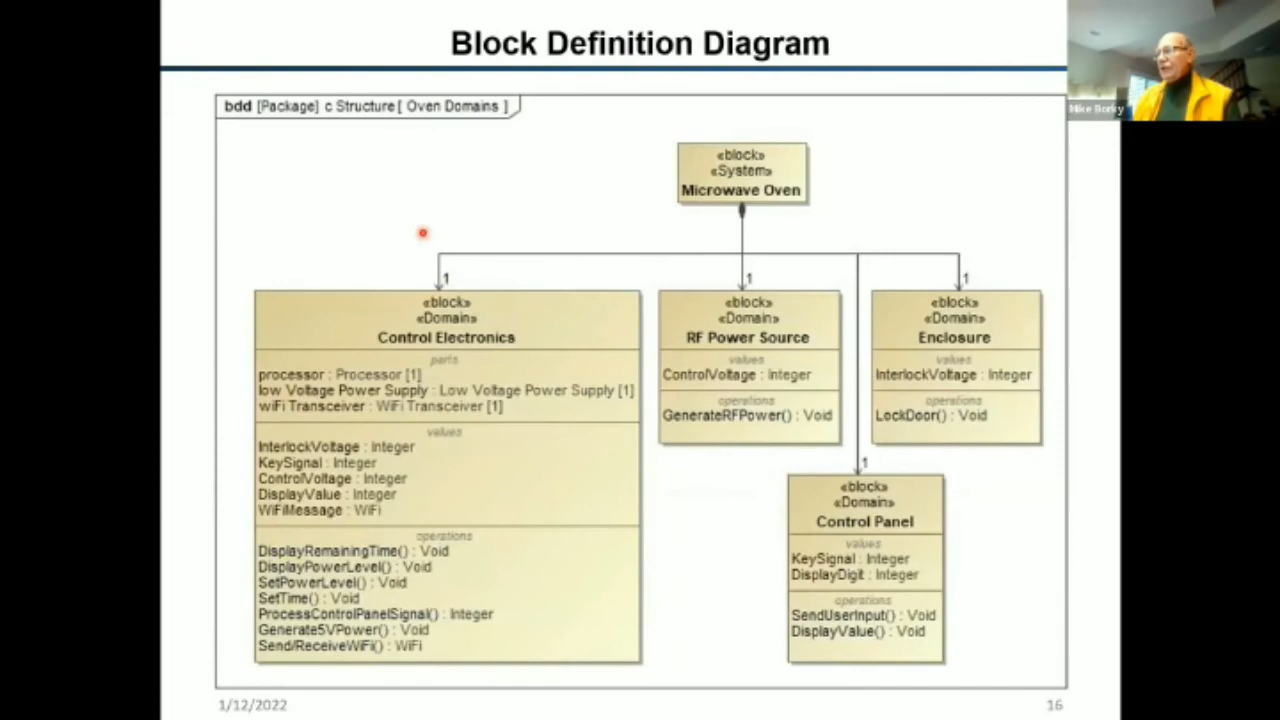 Block Definition Diagram
Mike Borky
bdd [Package] c Structure [ Oven Domains ]
«block»
«System»
Microwave Oven
1
1
1
«block»
«Domain»
Control Electronics
parts
processor : Processor [1]
low Voltage Power Supply : Low Voltage Power Supply [1]
wiFi Transceiver : WiFi Transceiver [1]
values
InterlockVoltage : Integer
KeySignal : Integer
ControlVoltage : Integer
DisplayValue : Integer
WiFiMessage : WiFi
operations
DisplayRemainingTime() : Void
DisplayPowerLevel() : Void
SetPowerLevel() : Void
SetTime() : Void
ProcessControlPanelSignal() : Integer
Generate5VPower() : Void
Send/ReceiveWiFi() : WiFi
«block»
«Domain»
RF Power Source
values
ControlVoltage : Integer
operations
GenerateRFPower() : Void
«block»
«Domain»
Enclosure
values
InterlockVoltage : Integer
operations
LockDoor() : Void
1
«block»
«Domain»
Control Panel
values
KeySignal : Integer
DisplayDigit : Integer
operations
SendUserInput() : Void
DisplayValue() : Void
1/12/2022
16